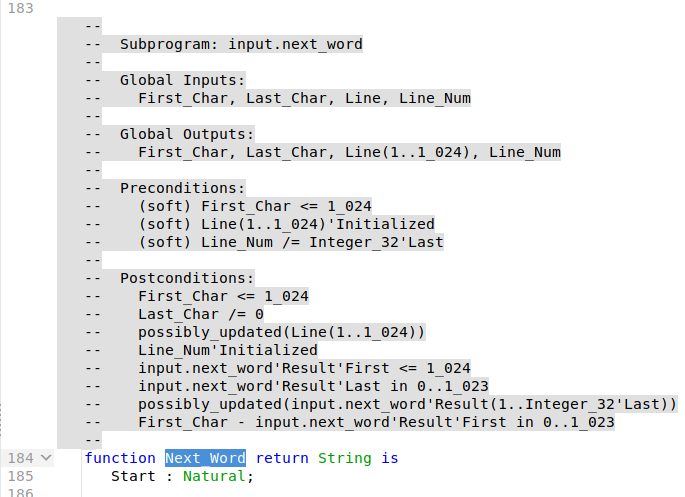 183
--
--  Subprogram: input.next_word
--
--  Global Inputs:
--    First_Char, Last_Char, Line, Line_Num
--
--  Global Outputs:
--    First_Char, Last_Char, Line(1..1_024), Line_Num
--
--  Preconditions:
--    (soft) First_Char <= 1_024
--    (soft) Line(1..1_024)'Initialized
--    (soft) Line_Num /= Integer_32'Last
--
--  Postconditions:
--    First_Char <= 1_024
--    Last_Char /= 0
--    possibly_updated(Line(1..1_024))
--    Line_Num'Initialized
--    input.next_word'Result'First <= 1_024
--    input.next_word'Result'Last in 0..1_023
--    possibly_updated(input.next_word'Result(1..Integer_32'Last))
--    First_Char - input.next_word'Result'First in 0..1_023
--
184 function Next_Word return String is
185    Start : Natural;
186